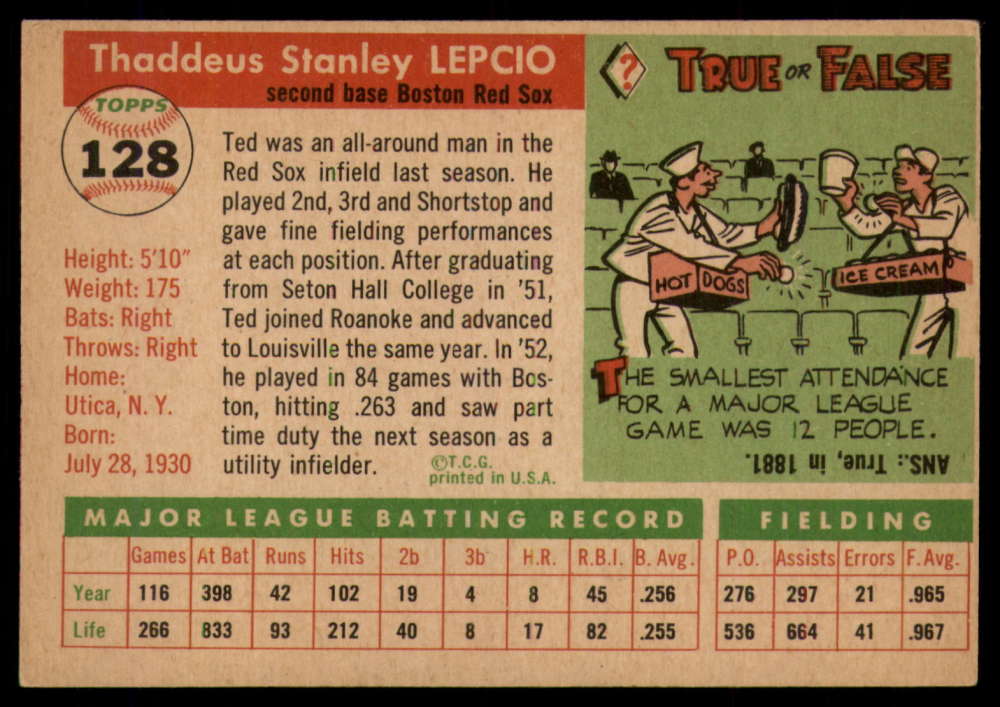 Thaddeus Stanley LEPCIO
second base Boston Red Sox
TOPPS
128
Height: 5'10"
Weight: 175
Bats: Right
Throws: Right
Home:
Utica, N. Y.
Born:
July 28, 1930
Ted was an all-around man in the
Red Sox infield last season. He
played 2nd, 3rd and Shortstop and
gave fine fielding performances
at each position. After graduating
from Seton Hall College in '51,
Ted joined Roanoke and advanced
to Louisville the same year. In '52,
he played in 84 games with Bos-
ton, hitting .263 and saw part
time duty the next season as a
utility infielder.
©T.C.G.
printed in U.S.A.
? TRUE OR FALSE
HOT DOGS
ICE CREAM
THE SMALLEST ATTENDANCE
FOR A MAJOR LEAGUE
GAME WAS 12 PEOPLE.
ANS.: True, in 1881.
MAJOR LEAGUE BATTING RECORD
Games At Bat Runs Hits 2b 3b H.R. R.B.I. B. Avg.
Year 116 398 42 102 19 4 8 45 .256
Life 266 833 93 212 40 8 17 82 .255
FIELDING
P.O. Assists Errors F. Avg.
276 297 21 .965
536 664 41 .967